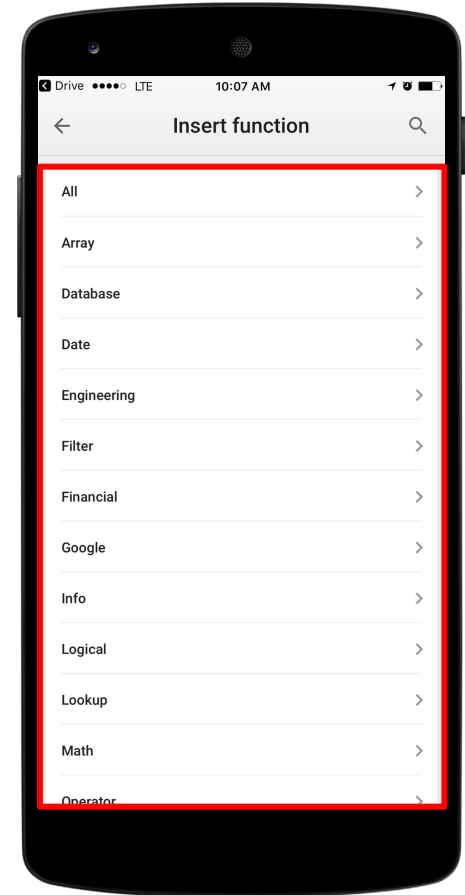 Drive LTE 10:07 AM
Insert function
All
Array
Database
Date
Engineering
Filter
Financial
Google
Info
Logical
Lookup
Math
Operator